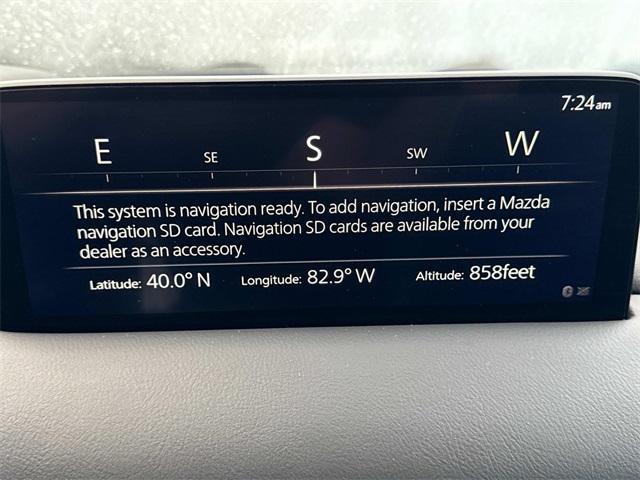 7:24am
E SE S SW W
This system is navigation ready. To add navigation, insert a Mazda
navigation SD card. Navigation SD cards are available from your
dealer as an accessory.
Latitude: 40.0° N Longitude: 82.9° W Altitude: 858feet